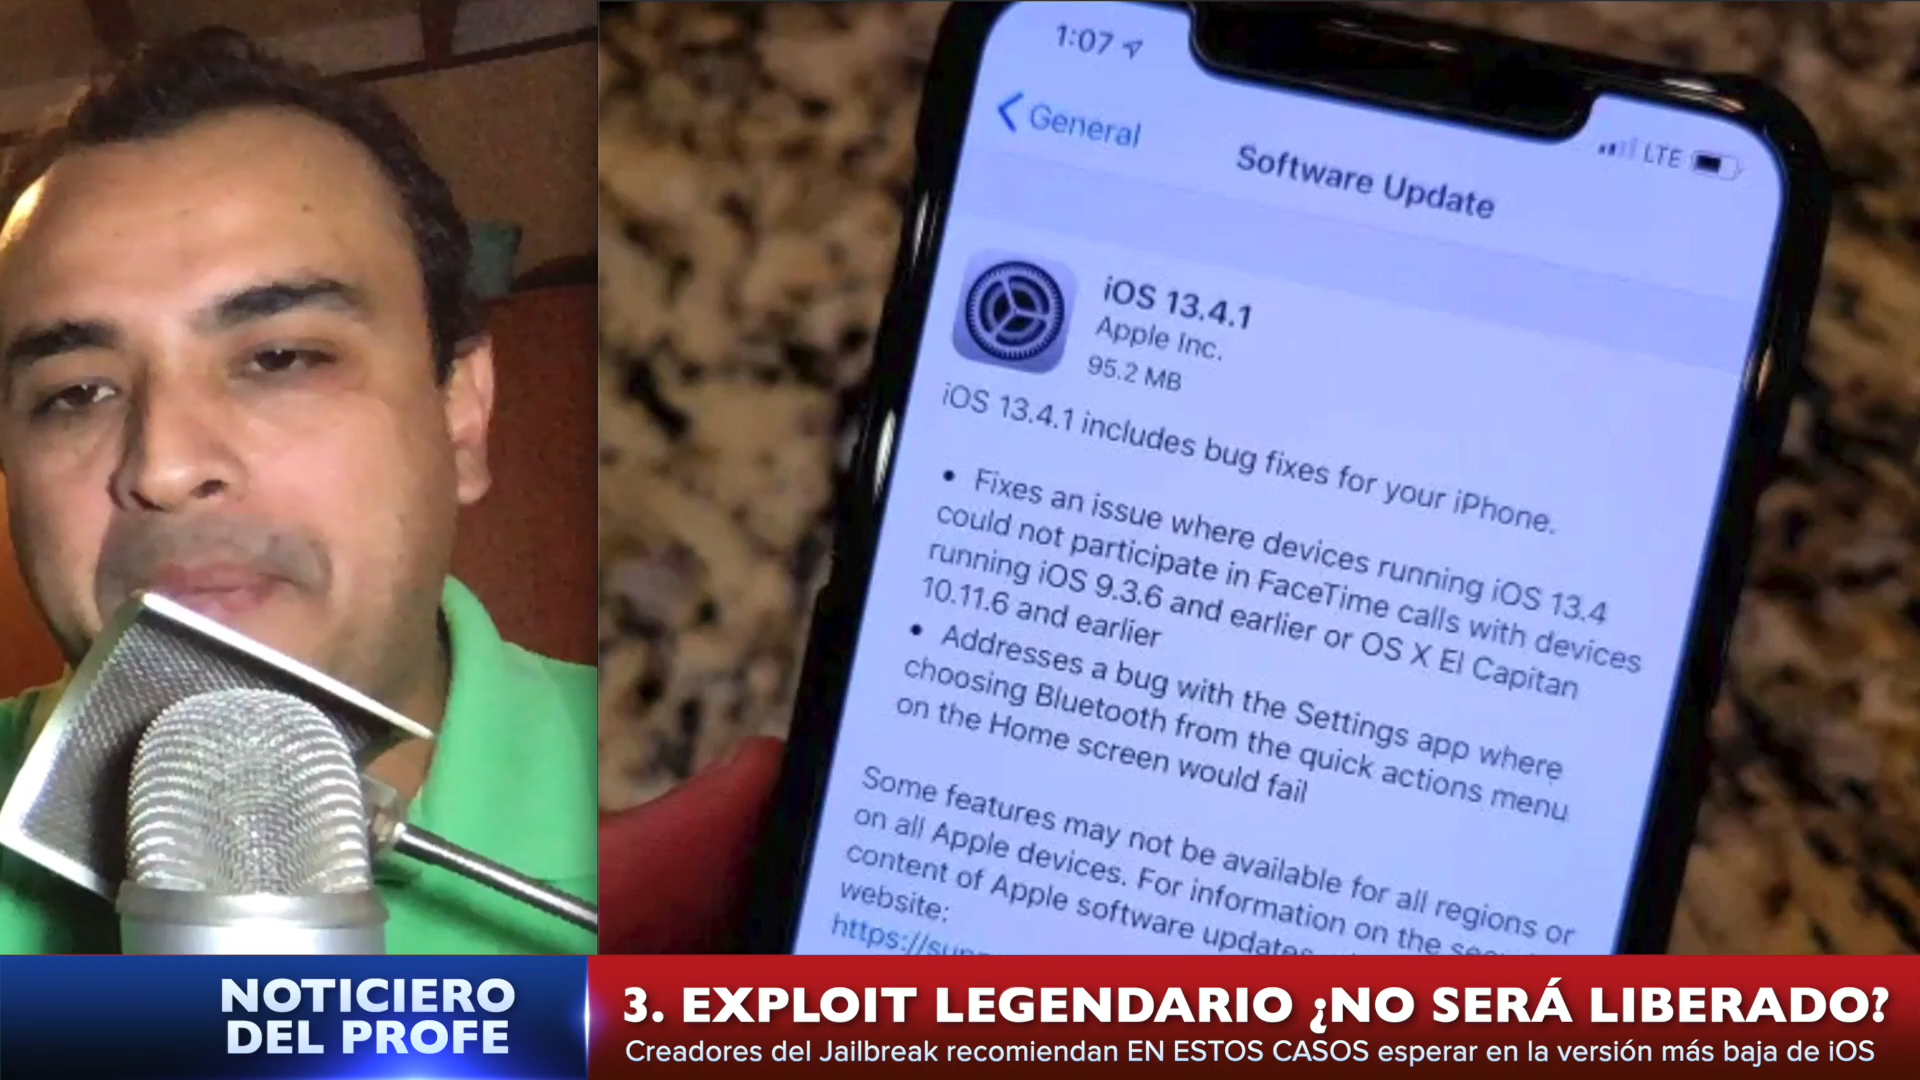 1:07
LTE
General
Software Update
iOS 13.4.1
Apple Inc.
95.2 MB
iOS 13.4.1 includes bug fixes for your iPhone.
• Fixes an issue where devices running iOS 13.4
could not participate in FaceTime calls with devices
running iOS 9.3.6 and earlier or OS X El Capitan
10.11.6 and earlier
• Addresses a bug with the Settings app where
choosing Bluetooth from the quick actions menu
on the Home screen would fail
Some features may not be available for all regions or
on all Apple devices. For information on the
content of Apple software updates
website:
NOTICIERO
DEL PROFE
3. EXPLOIT LEGENDARIO ¿NO SERÁ LIBERADO?
Creadores del Jailbreak recomiendan EN ESTOS CASOS esperar en la versión más baja de iOS